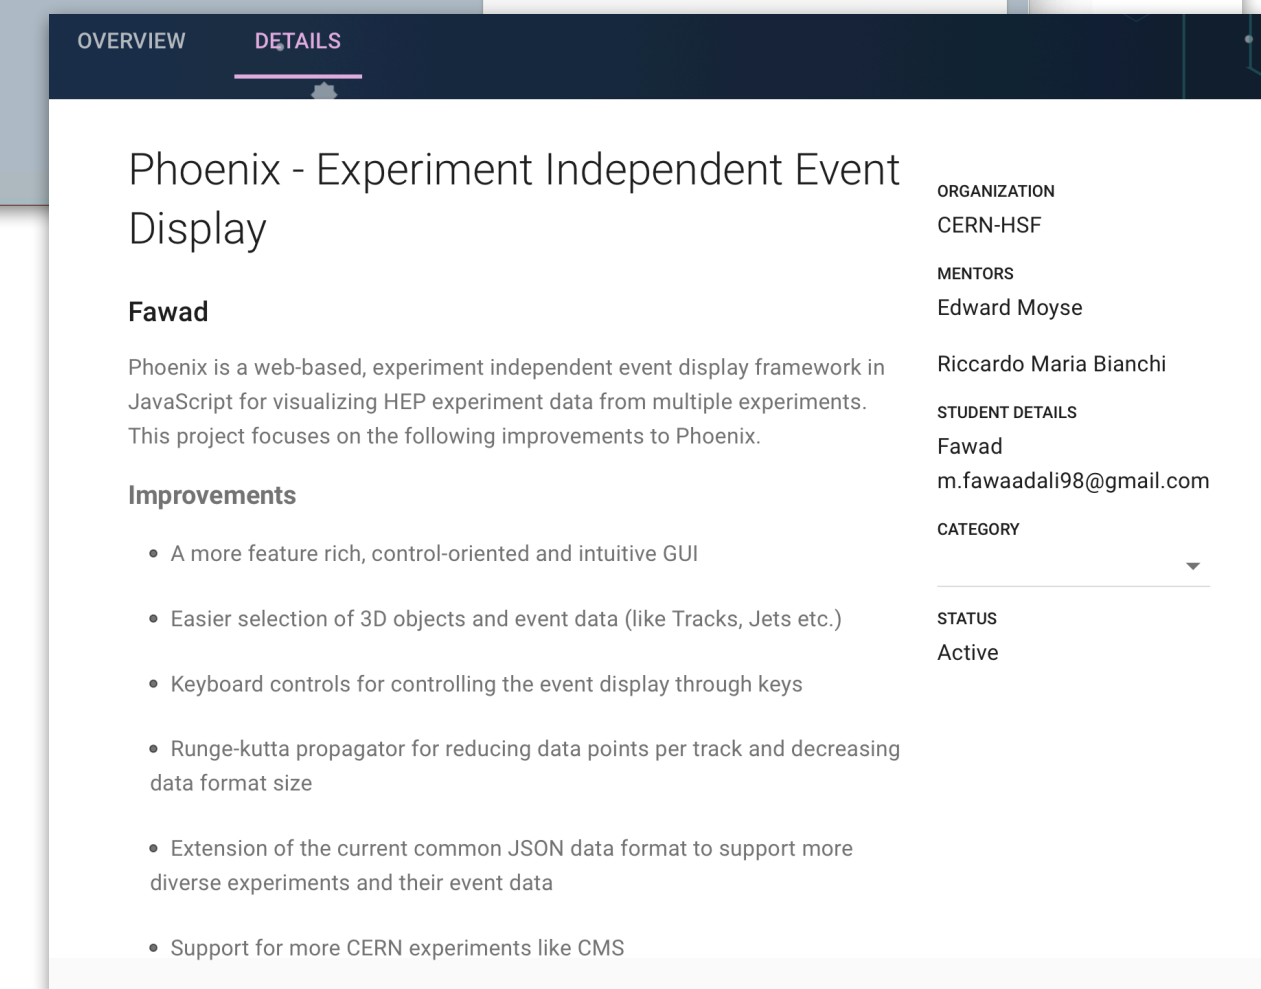 OVERVIEW
DETAILS
Phoenix - Experiment Independent Event
Display
Fawad
Phoenix is a web-based, experiment independent event display framework in
JavaScript for visualizing HEP experiment data from multiple experiments.
This project focuses on the following improvements to Phoenix.
Improvements
• A more feature rich, control-oriented and intuitive GUI
• Easier selection of 3D objects and event data (like Tracks, Jets etc.)
• Keyboard controls for controlling the event display through keys
• Runge-kutta propagator for reducing data points per track and decreasing
data format size
• Extension of the current common JSON data format to support more
diverse experiments and their event data
• Support for more CERN experiments like CMS
ORGANIZATION
CERN-HSF
MENTORS
Edward Moyse
Riccardo Maria Bianchi
STUDENT DETAILS
Fawad
m.fawaadali98@gmail.com
CATEGORY
STATUS
Active